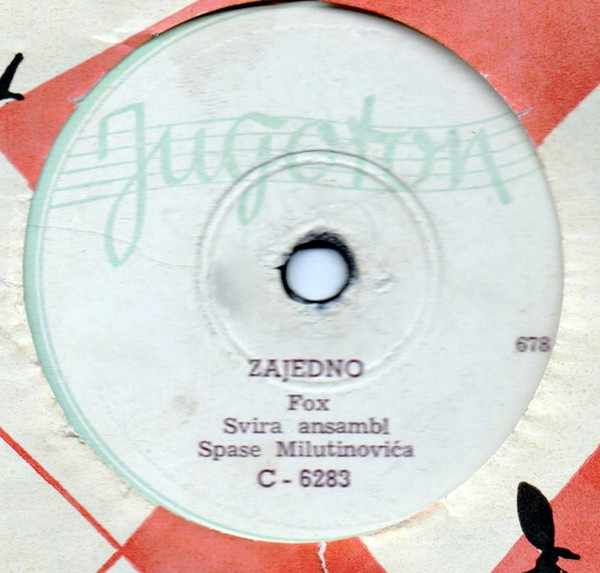 Jugoton
678
ZAJEDNO
Fox
Svira ansambl
Spase Milutinovića
C - 6283